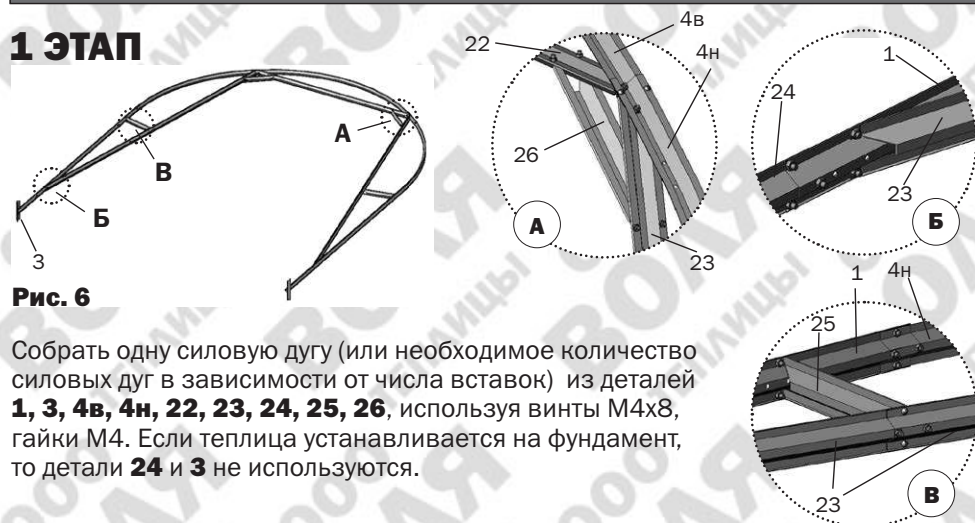 1 ЭТАП
А
В
Б
3
Рис. 6
22
4в
4н
26
А
23
1
24
23
Б
1
4н
25
23
В
Собрать одну силовую дугу (или необходимое количество
силовых дуг в зависимости от числа вставок) из деталей
1, 3, 4в, 4н, 22, 23, 24, 25, 26, используя винты М4х8,
гайки М4. Если теплица устанавливается на фундамент,
то детали 24 и 3 не используются.
ВОЛЯ
ТЕПЛИЦЫ
ООО